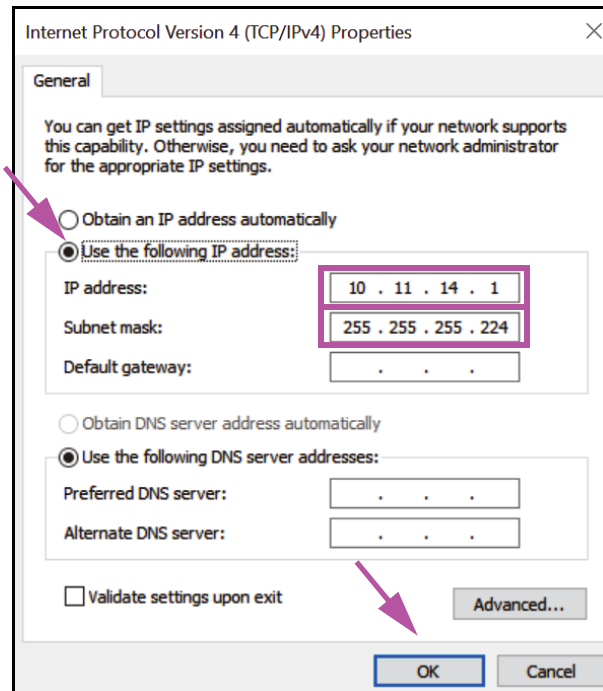 Internet Protocol Version 4 (TCP/IPv4) Properties
General
You can get IP settings assigned automatically if your network supports
this capability. Otherwise, you need to ask your network administrator
for the appropriate IP settings.
Obtain an IP address automatically
Use the following IP address:
IP address: 10 . 11 . 14 . 1
Subnet mask: 255 . 255 . 255 . 224
Default gateway: . . .
Obtain DNS server address automatically
Use the following DNS server addresses:
Preferred DNS server: . . .
Alternate DNS server: . . .
Validate settings upon exit
Advanced...
OK Cancel